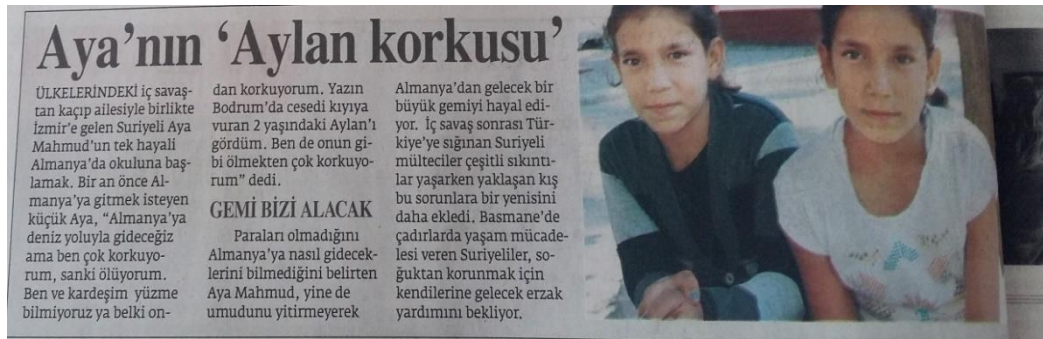 Aya'nın 'Aylan korkusu'
ÜLKELERİNDEKİ iç savaş-
tan kaçıp ailesiyle birlikte
İzmir'e gelen Suriyeli Aya
Mahmud'un tek hayali
Almanya'da okuluna baş-
lamak. Bir an önce Al-
manya'ya gitmek isteyen
küçük Aya, "Almanya'ya
deniz yoluyla gideceğiz
ama ben çok korkuyo-
rum, sanki ölüyorum.
Ben ve kardeşim yüzme
bilmiyoruz ya belki on-
dan korkuyorum. Yazın
Bodrum'da cesedi kıyıya
vuran 2 yaşındaki Aylan'ı
gördüm. Ben de onun gi-
bi ölmekten çok korkuyo-
rum" dedi.
GEMİ BİZİ ALACAK
Paraları olmadığını
Almanya'ya nasıl gidecek-
lerini bilmediğini belirten
Aya Mahmud, yine de
umudunu yitirmeyerek
Almanya'dan gelecek bir
büyük gemiyi hayal edi-
yor. İç savaş sonrası Tür-
kiye'ye sığınan Suriyeli
mülteciler çeşitli sıkıntı-
lar yaşarken yaklaşan kış
bu sorunlara bir yenisini
daha ekledi. Basmane'de
çadırlarda yaşam mücade-
lesi veren Suriyeliler, so-
ğuktan korunmak için
kendilerine gelecek erzak
yardımını bekliyor.